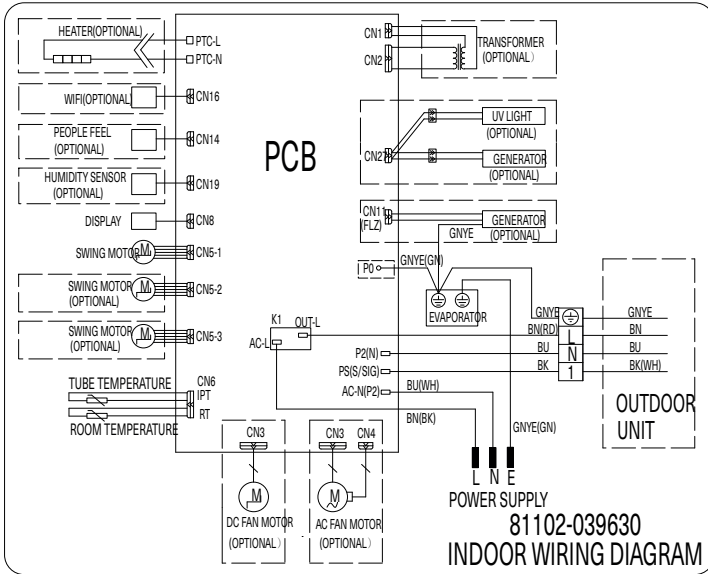 HEATER(OPTIONAL)
PTC-L
PTC-N
WIFI(OPTIONAL)
CN16
PEOPLE FEEL
(OPTIONAL)
CN14
HUMIDITY SENSOR
(OPTIONAL)
CN19
DISPLAY
CN8
SWING MOTOR
M
CN5-1
SWING MOTOR
(OPTIONAL)
M
CN5-2
SWING MOTOR
(OPTIONAL)
M
CN5-3
TUBE TEMPERATURE
CN6
IPT
RT
ROOM TEMPERATURE
PCB
CN1
CN2
TRANSFORMER
(OPTIONAL)
UV LIGHT
(OPTIONAL)
CN2
GENERATOR
(OPTIONAL)
CN11
(FLZ)
GENERATOR
(OPTIONAL)
GNYE
P0
GNYE(GN)
EVAPORATOR
K1
OUT-L
AC-L
P2(N)
PS(S/SIG)
AC-N(P2)
BU(WH)
BN(BK)
GNYE(GN)
GNYE
GNYE
BN(RD)
L
BN
BU
N
BU
BK
1
BK(WH)
OUTDOOR
UNIT
CN3
M
DC FAN MOTOR
(OPTIONAL)
CN3
CN4
M
AC FAN MOTOR
(OPTIONAL)
L N E
POWER SUPPLY
81102-039630
INDOOR WIRING DIAGRAM